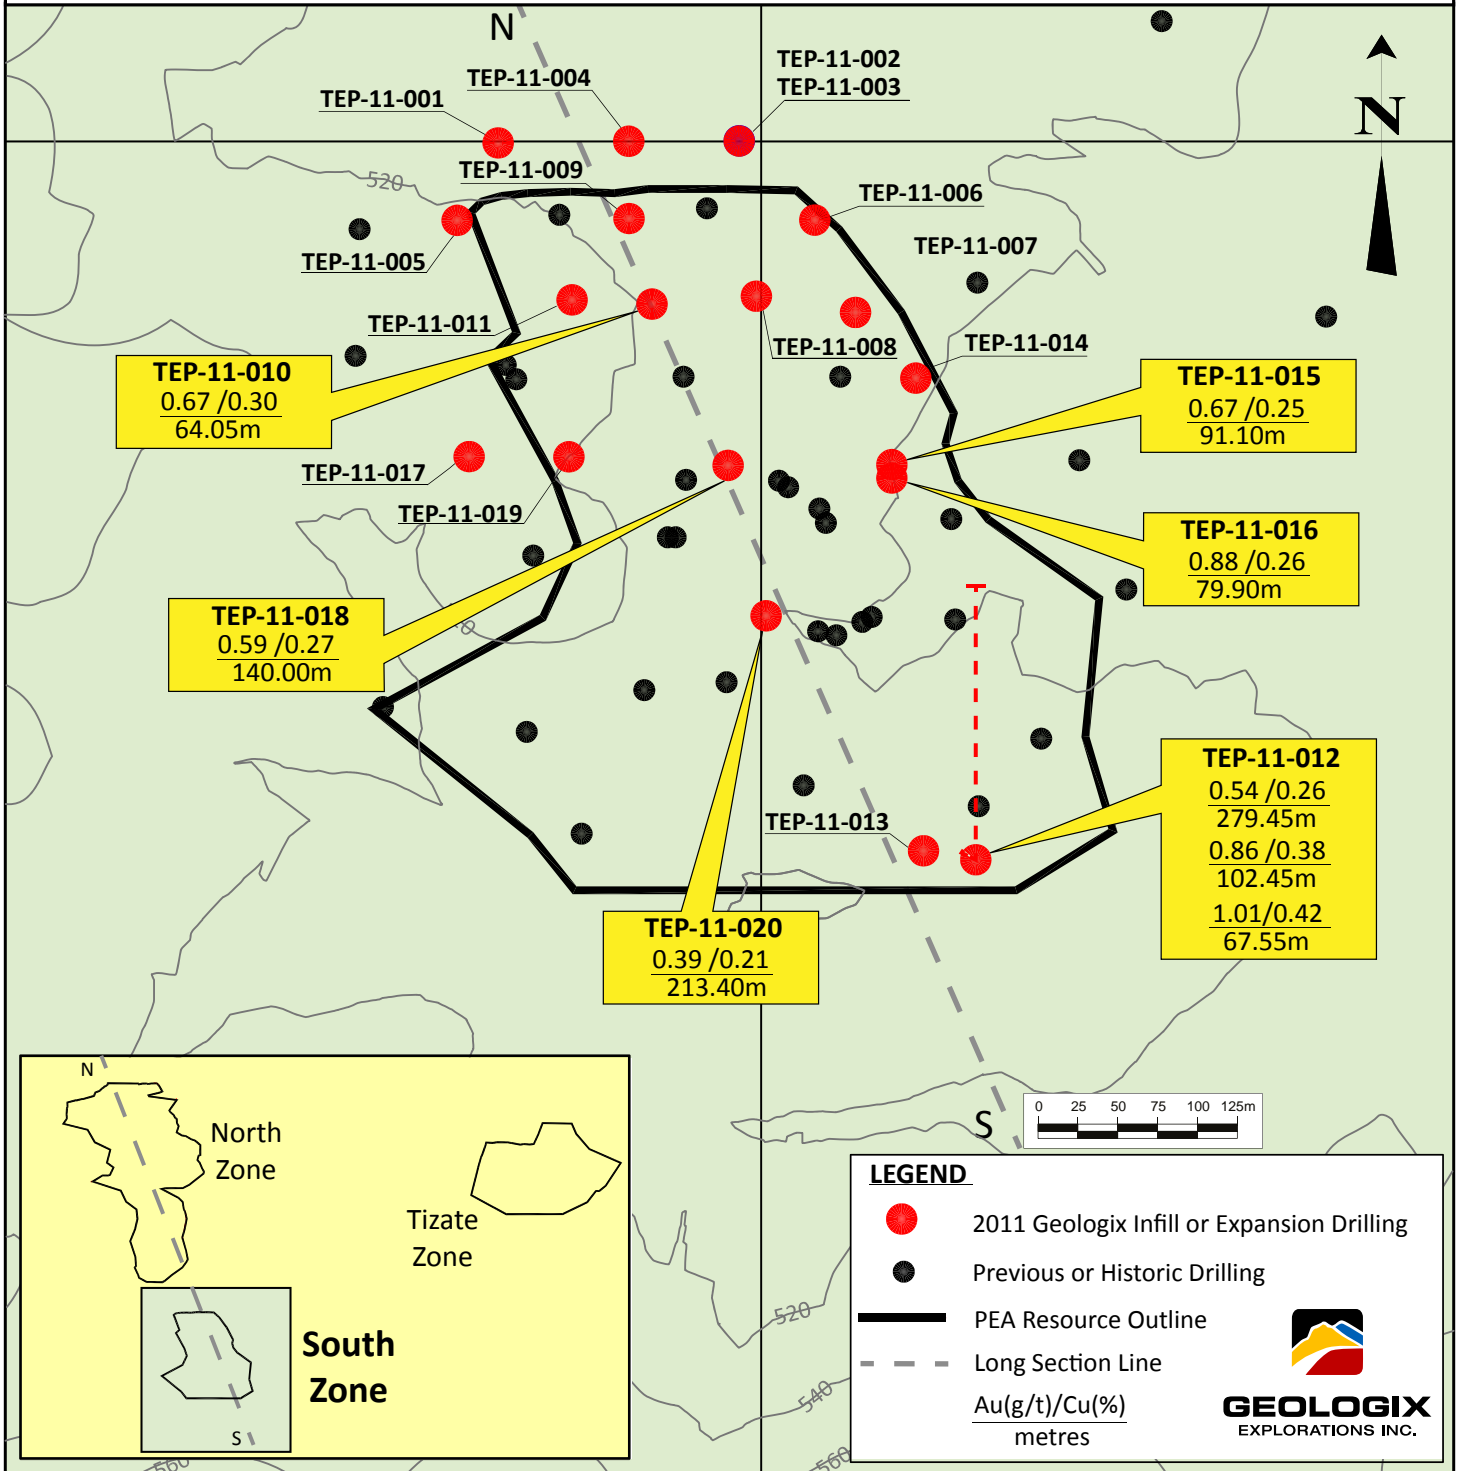 N
TEP-11-002
TEP-11-003
TEP-11-004
TEP-11-001
N
TEP-11-009
520
TEP-11-006
TEP-11-007
TEP-11-005
TEP-11-011
TEP-11-008
TEP-11-014
TEP-11-010
0.67 /0.30
64.05m
TEP-11-015
0.67 /0.25
91.10m
TEP-11-017
TEP-11-019
TEP-11-016
0.88 /0.26
79.90m
TEP-11-018
0.59 /0.27
140.00m
TEP-11-012
0.54 /0.26
279.45m
0.86 /0.38
102.45m
1.01/0.42
67.55m
TEP-11-013
TEP-11-020
0.39 /0.21
213.40m
S
0 25 50 75 100 125m
N
North
Zone
Tizate
Zone
South
Zone
S
520
540
560
560
LEGEND
2011 Geologix Infill or Expansion Drilling
Previous or Historic Drilling
PEA Resource Outline
Long Section Line
Au(g/t)/Cu(%)
metres
GEOLOGIX
EXPLORATIONS INC.